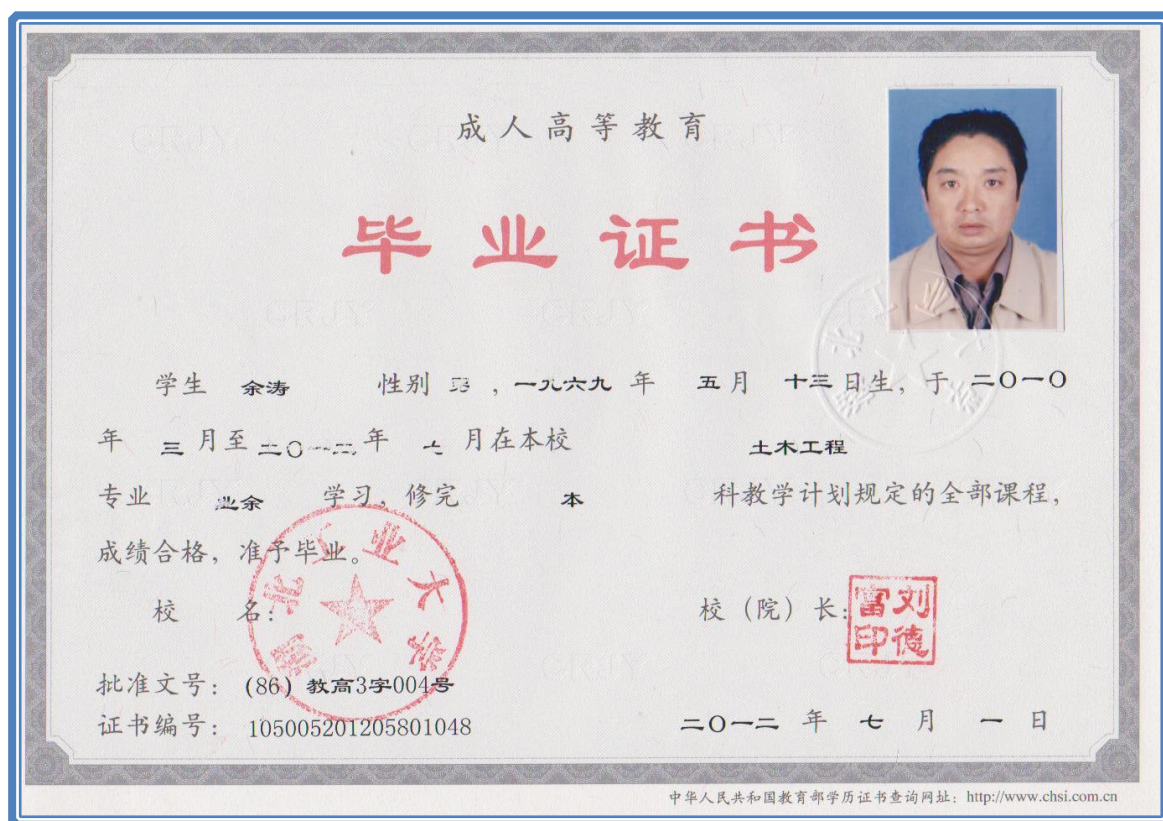 成人高等教育
毕业证书
学生 余涛 性别 男 ，一九六九 年 五月 十三日生，于 二〇一〇
年 三月至二〇一二年 七 月在本校 土木工程
专业 业余 学习，修完 本 科教学计划规定的全部课程，
成绩合格，准予毕业。
校 名： 湖北工业大学 校（院）长： 刘德富印
批准文号： (86) 教高3字004号
证书编号： 105005201205801048 二〇一二 年 七 月 一 日
中华人民共和国教育部学历证书查询网址：http://www.chsi.com.cn